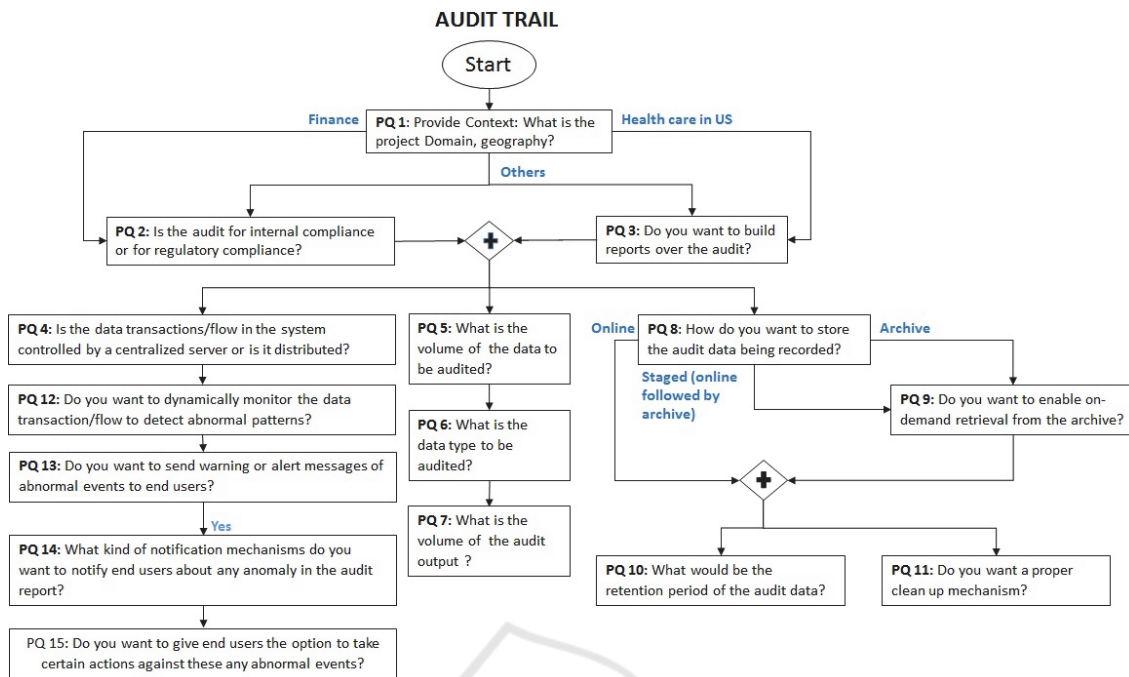 AUDIT TRAIL
Start
Finance
PQ 1: Provide Context: What is the
project Domain, geography?
Health care in US
Others
PQ 2: Is the audit for internal compliance
or for regulatory compliance?
PQ 3: Do you want to build
reports over the audit?
PQ 4: Is the data transactions/flow in the system
controlled by a centralized server or is it distributed?
PQ 5: What is the
volume of the data to
be audited?
Online
PQ 8: How do you want to store
the audit data being recorded?
Archive
Staged (online
followed by
archive)
PQ 12: Do you want to dynamically monitor the data
transaction/flow to detect abnormal patterns?
PQ 6: What is the
data type to be
audited?
PQ 9: Do you want to enable on-
demand retrieval from the archive?
PQ 13: Do you want to send warning or alert messages of
abnormal events to end users?
Yes
PQ 7: What is the
volume of the audit
output ?
PQ 14: What kind of notification mechanisms do you
want to notify end users about any anomaly in the audit
report?
PQ 10: What would be the
retention period of the audit data?
PQ 11: Do you want a proper
clean up mechanism?
PQ 15: Do you want to give end users the option to take
certain actions against these any abnormal events?